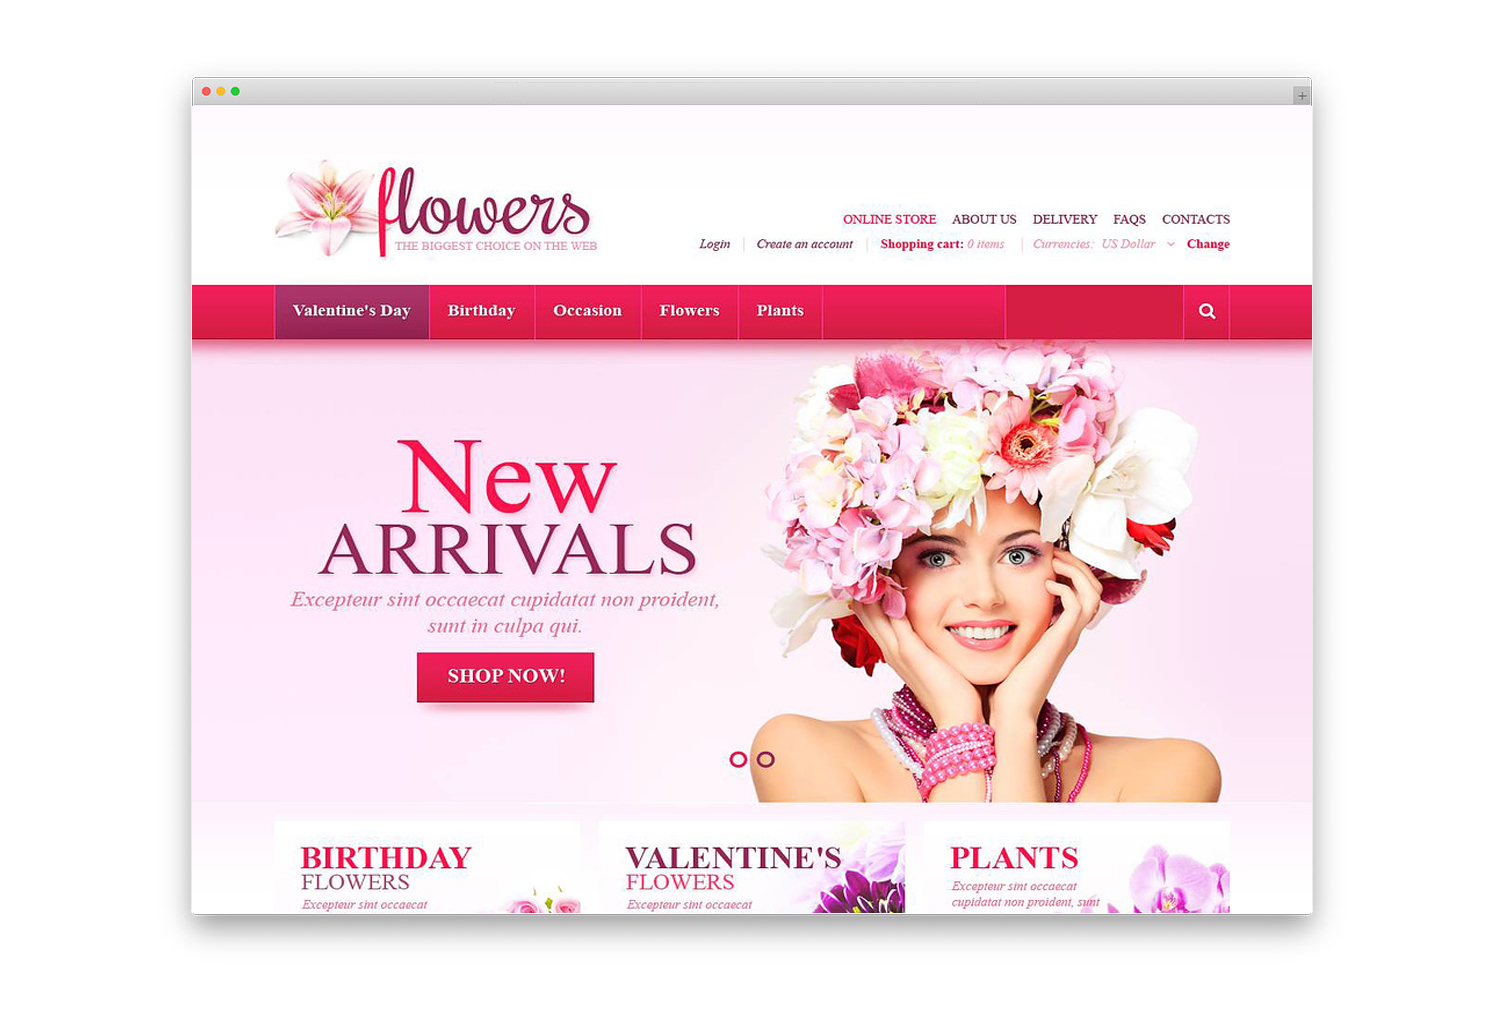 flowers
THE BIGGEST CHOICE ON THE WEB
ONLINE STORE ABOUT US DELIVERY FAQS CONTACTS
Login Create an account Shopping cart: 0 items Currencies: US Dollar Change
Valentine's Day Birthday Occasion Flowers Plants
New
ARRIVALS
Excepteur sint occaecat cupidatat non proident,
sunt in culpa qui.
SHOP NOW!
BIRTHDAY
FLOWERS
Excepteur sint occaecat
VALENTINE'S
FLOWERS
Excepteur sint occaecat
PLANTS
Excepteur sint occaecat
cupidatat non proident, sunt